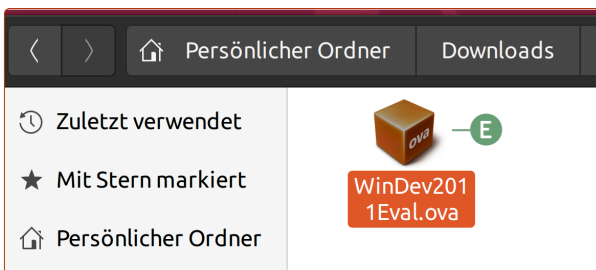 Persönlicher Ordner
Downloads
Zuletzt verwendet
Mit Stern markiert
Persönlicher Ordner
ova
E
WinDev201
1Eval.ova